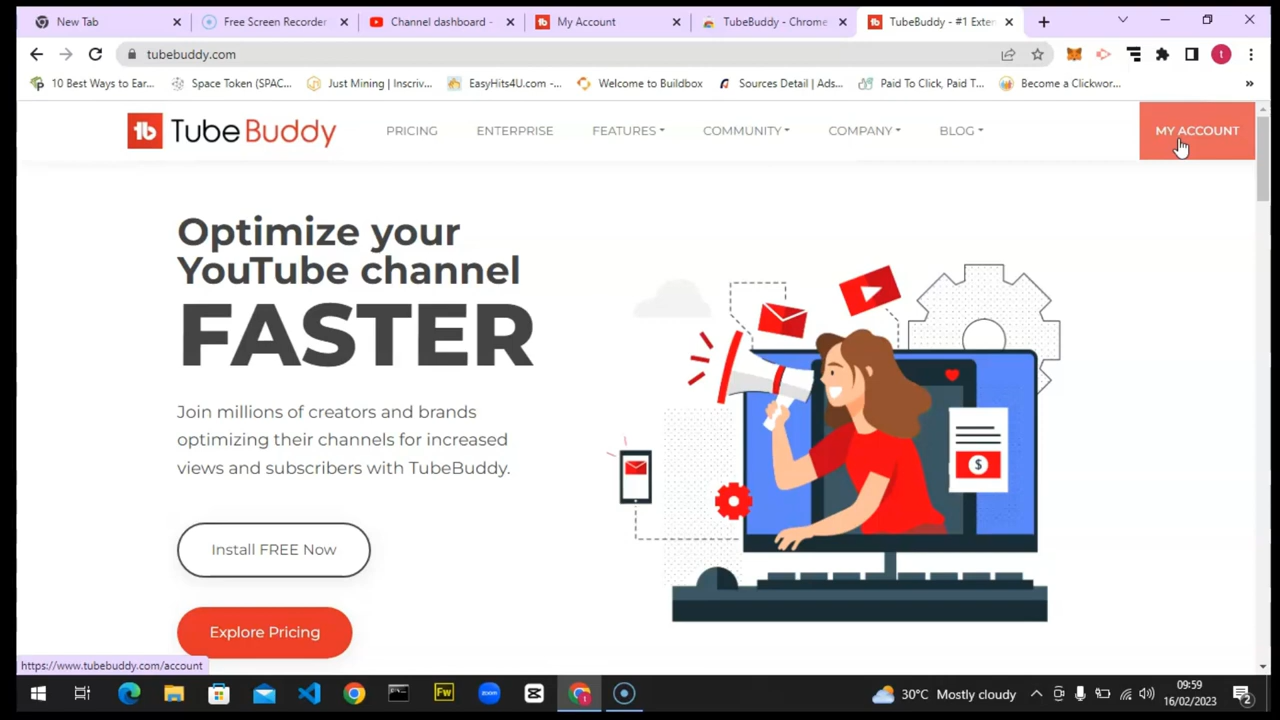 New Tab
Free Screen Recorder
Channel dashboard -
My Account
TubeBuddy - Chrome
TubeBuddy - #1 Exten
tubebuddy.com
t
10 Best Ways to Ear...
Space Token (SPAC...
Just Mining | Inscriv...
EasyHits4U.com -...
Welcome to Buildbox
Sources Detail | Ads...
Paid To Click, Paid T...
Become a Clickwor...
»
tb TubeBuddy
PRICING
ENTERPRISE
FEATURES
COMMUNITY
COMPANY
BLOG
MY ACCOUNT
Optimize your
YouTube channel
FASTER
Join millions of creators and brands
optimizing their channels for increased
views and subscribers with TubeBuddy.
$
Install FREE Now
Explore Pricing
https://www.tubebuddy.com/account
Fw
zoom
30°C Mostly cloudy
09:59
16/02/2023
2